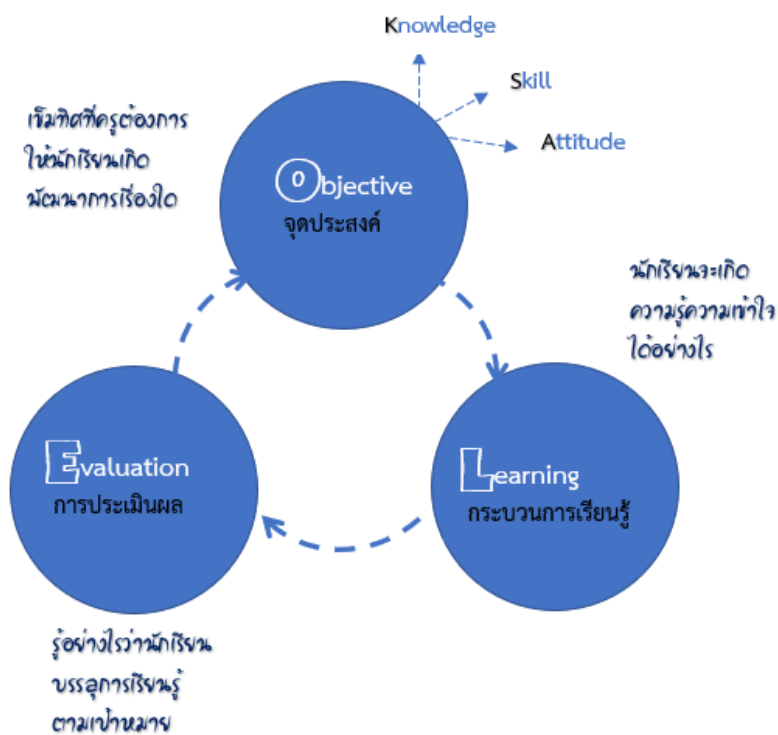 Knowledge
Skill
Attitude
เข็มทิศที่ครูต้องการ
ให้นักเรียนเกิด
พัฒนาการเรื่องใด
Objective
จุดประสงค์
นักเรียนจะเกิด
ความรู้ความเข้าใจ
ได้อย่างไร
Evaluation
การประเมินผล
Learning
กระบวนการเรียนรู้
รู้อย่างไรว่านักเรียน
บรรลุการเรียนรู้
ตามเป้าหมาย